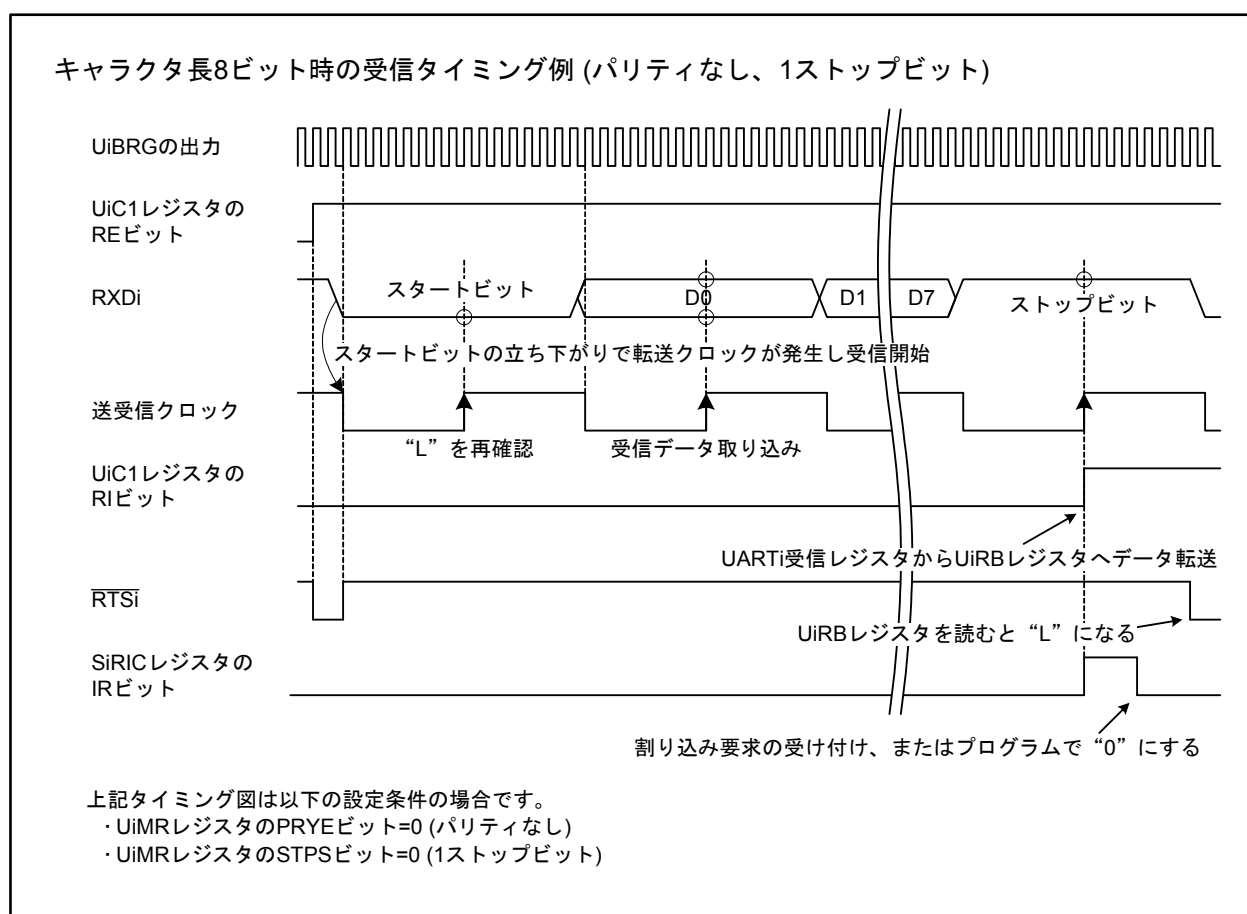 キャラクタ長8ビット時の受信タイミング例 (パリティなし、1ストップビット)
UiBRGの出力
UiC1レジスタの
REビット
RXDi
スタートビット
D0
D1
D7
ストップビット
スタートビットの立ち下がりで転送クロックが発生し受信開始
送受信クロック
“L”を再確認
受信データ取り込み
UiC1レジスタの
RIビット
UARTi受信レジスタからUiRBレジスタへデータ転送
RTSi
UiRBレジスタを読むと“L”になる
SiRICレジスタの
IRビット
割り込み要求の受け付け、またはプログラムで“0”にする
上記タイミング図は以下の設定条件の場合です。
・UiMRレジスタのPRYEビット=0 (パリティなし)
・UiMRレジスタのSTPSビット=0 (1ストップビット)